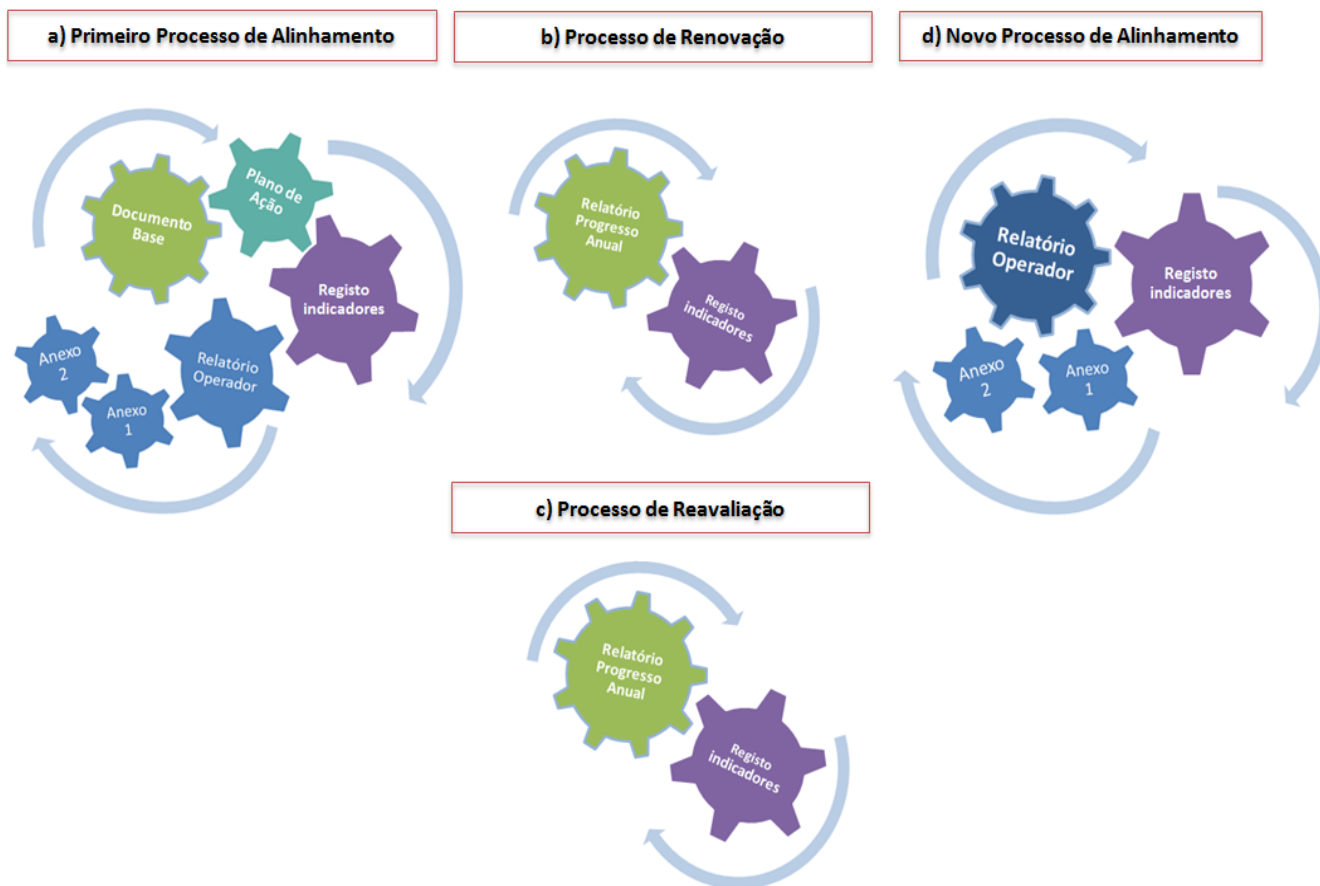 a) Primeiro Processo de Alinhamento
Documento
Base
Plano de
Ação
Registo
indicadores
Relatório
Operador
Anexo
1
Anexo
2
b) Processo de Renovação
Relatório
Progresso
Anual
Registo
indicadores
c) Processo de Reavaliação
Relatório
Progresso
Anual
Registo
indicadores
d) Novo Processo de Alinhamento
Relatório
Operador
Registo
indicadores
Anexo
1
Anexo
2